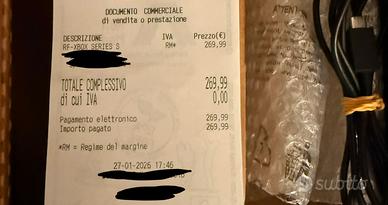 DOCUMENTO COMMERCIALE
di vendita o prestazione
DESCRIZIONE IVA Prezzo(€)
RF-XBOX SERIES S RM* 269,99
TOTALE COMPLESSIVO 269,99
di cui IVA 0,00
Pagamento elettronico 269,99
Importo pagato 269,99
*RM = Regime del margine
27-01-2026 17:46
ATTENT
subito